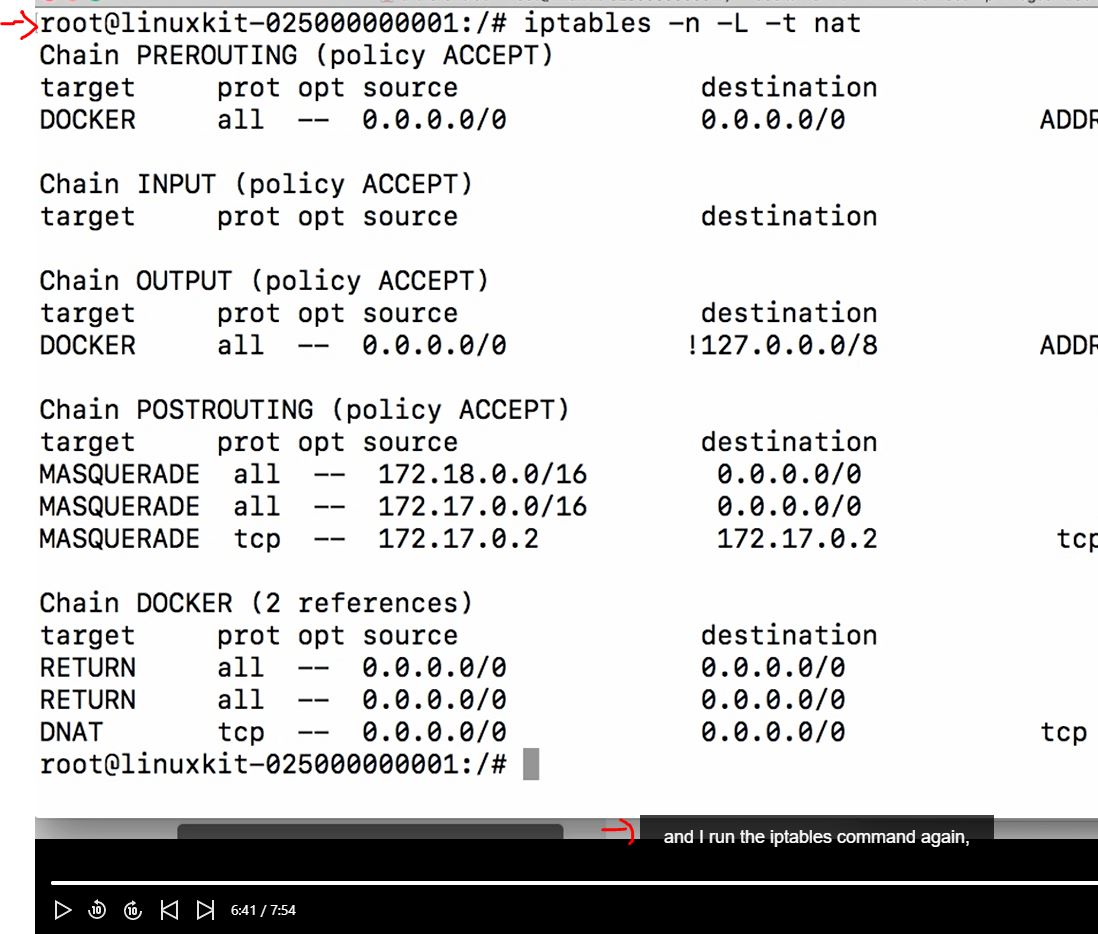 root@linuxkit-025000000001:/# iptables -n -L -t nat
Chain PREROUTING (policy ACCEPT)
target prot opt source destination
DOCKER all -- 0.0.0.0/0 0.0.0.0/0 ADDR
Chain INPUT (policy ACCEPT)
target prot opt source destination
Chain OUTPUT (policy ACCEPT)
target prot opt source destination
DOCKER all -- 0.0.0.0/0 !127.0.0.0/8 ADDR
Chain POSTROUTING (policy ACCEPT)
target prot opt source destination
MASQUERADE all -- 172.18.0.0/16 0.0.0.0/0
MASQUERADE all -- 172.17.0.0/16 0.0.0.0/0
MASQUERADE tcp -- 172.17.0.2 172.17.0.2 tcp
Chain DOCKER (2 references)
target prot opt source destination
RETURN all -- 0.0.0.0/0 0.0.0.0/0
RETURN all -- 0.0.0.0/0 0.0.0.0/0
DNAT tcp -- 0.0.0.0/0 0.0.0.0/0 tcp
root@linuxkit-025000000001:/#
and I run the iptables command again,
10 10 6:41 / 7:54